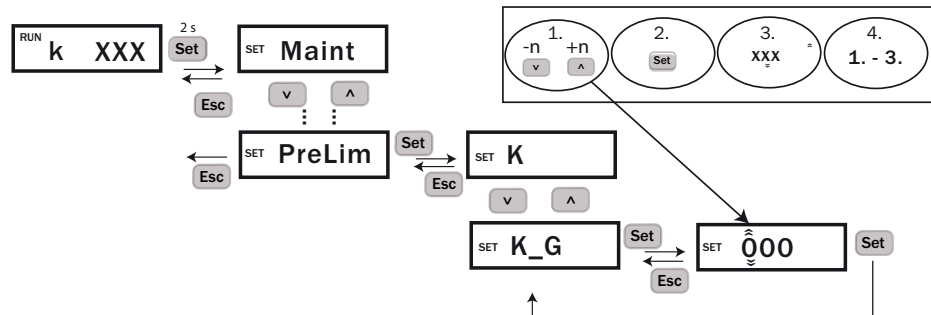 RUN k XXX
2 s
Set
Esc
SET Maint
v ʌ
SET PreLim
Esc
Set
Esc
SET K
v ʌ
SET K_G
Set
Esc
SET 000
Set
1.
-n +n
v ʌ
2.
Set
3.
XXX
4.
1. - 3.